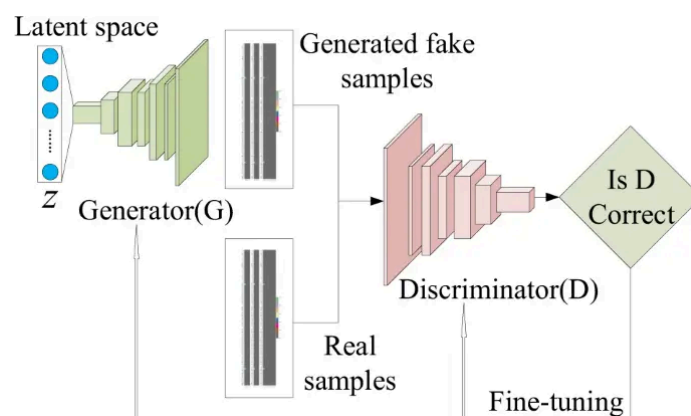 Latent space
z
Generator(G)
Generated fake
samples
Real
samples
Discriminator(D)
Is D
Correct
Fine-tuning